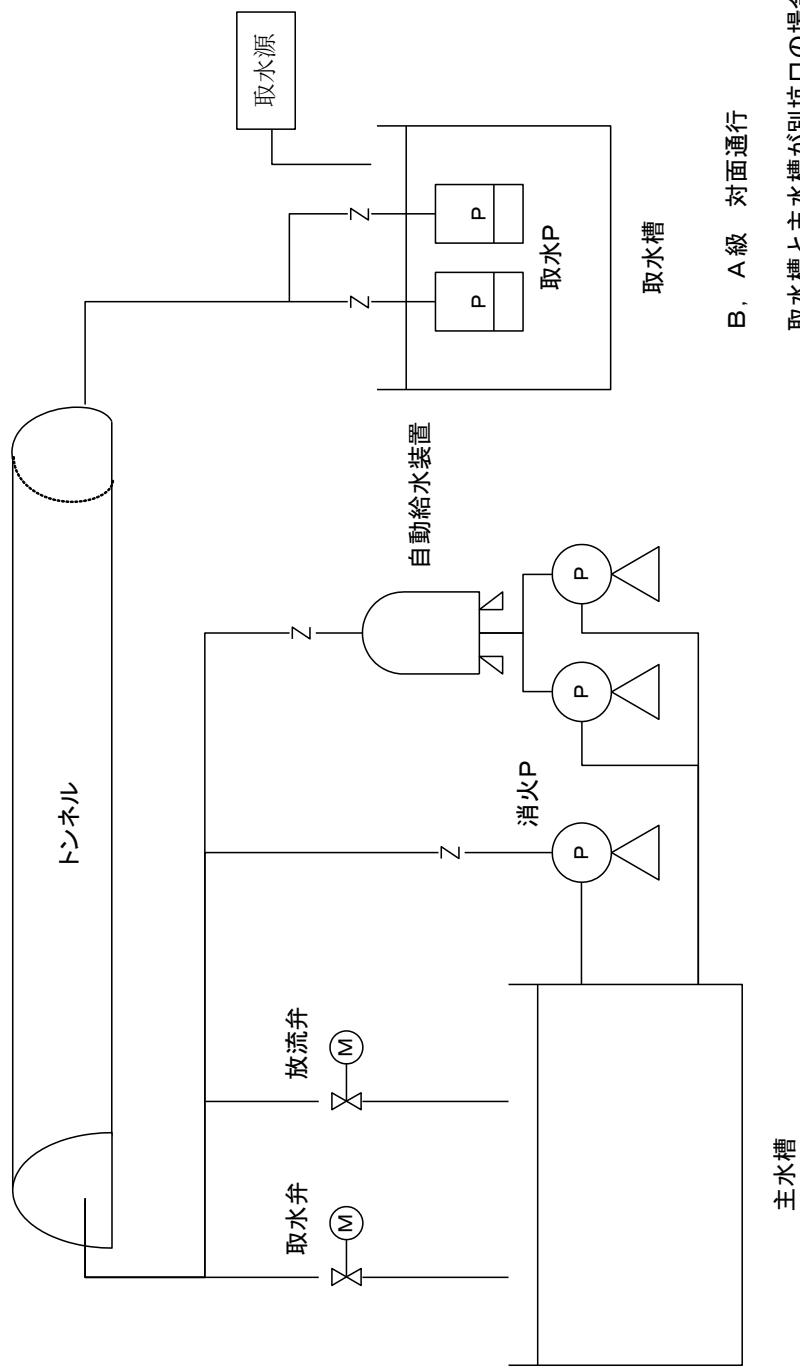 取水源
トンネル
取水P
P
P
取水槽
自動給水装置
Z
Z
Z
Z
消火P
P
P
P
放流弁
M
取水弁
M
主水槽
B, A級 対面通行
取水槽と主水槽が別坑口の場